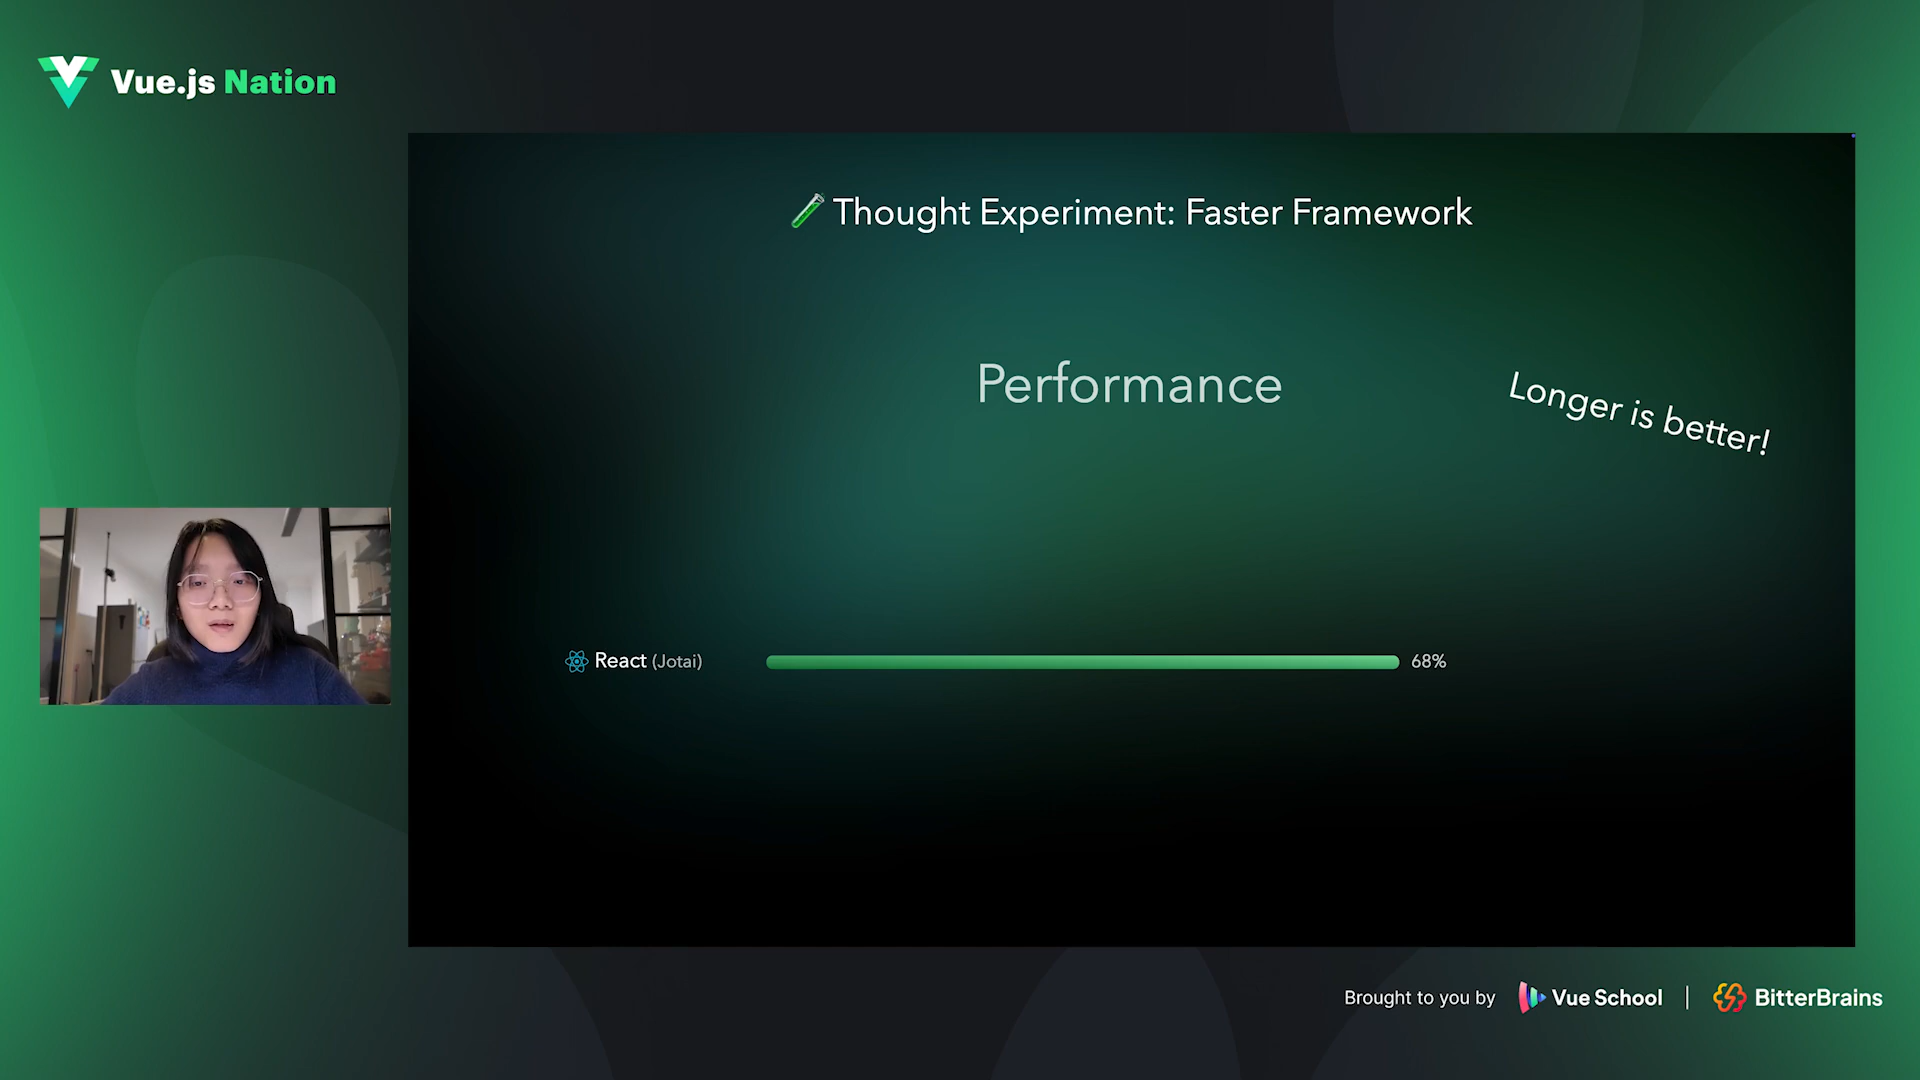 Vue.js Nation
Thought Experiment: Faster Framework
Performance
Longer is better!
React (Jotai)
68%
Brought to you by
Vue School
BitterBrains